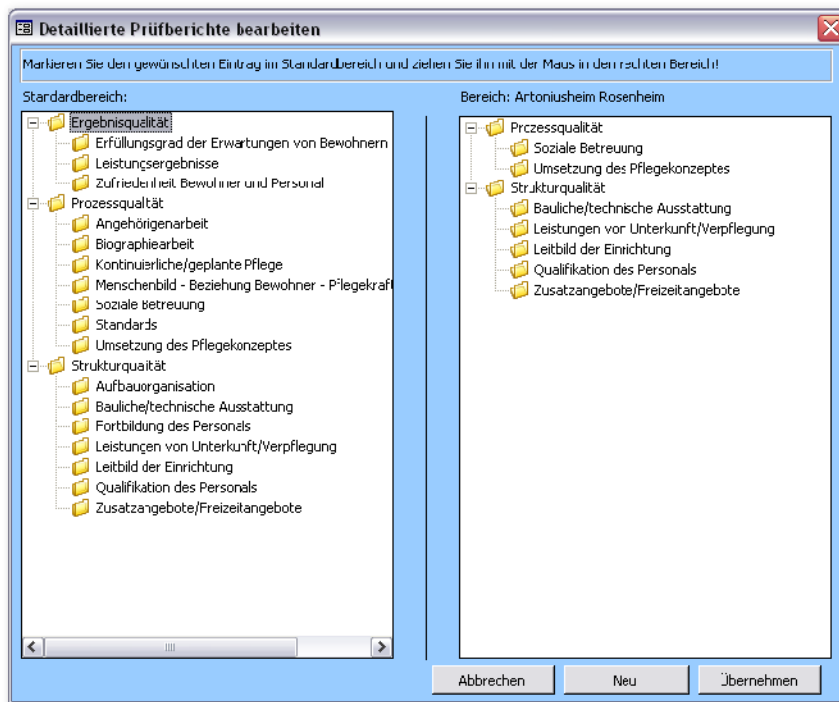 Detaillierte Prüfberichte bearbeiten
Markieren Sie den gewünschten Eintrag im Standardbereich und ziehen Sie ihn mit der Maus in den rechten Bereich!
Standardbereich:
Ergebnisqualität
Erfüllungsgrad der Erwartungen von Bewohnern
Leistungsergebnisse
Zufriedenheit Bewohner und Personal
Prozessqualität
Angehörigenarbeit
Biographiearbeit
Kontinuierliche/geplante Pflege
Menschenbild - Beziehung Bewohner - Pflegekraft
Soziale Betreuung
Standards
Umsetzung des Pflegekonzeptes
Strukturqualität
Aufbauorganisation
Bauliche/technische Ausstattung
Fortbildung des Personals
Leistungen von Unterkunft/Verpflegung
Leitbild der Einrichtung
Qualifikation des Personals
Zusatzangebote/Freizeitangebote
Bereich: Antoniusheim Rosenheim
Prozessqualität
Soziale Betreuung
Umsetzung des Pflegekonzeptes
Strukturqualität
Bauliche/technische Ausstattung
Leistungen von Unterkunft/Verpflegung
Leitbild der Einrichtung
Qualifikation des Personals
Zusatzangebote/Freizeitangebote
Abbrechen
Neu
Übernehmen